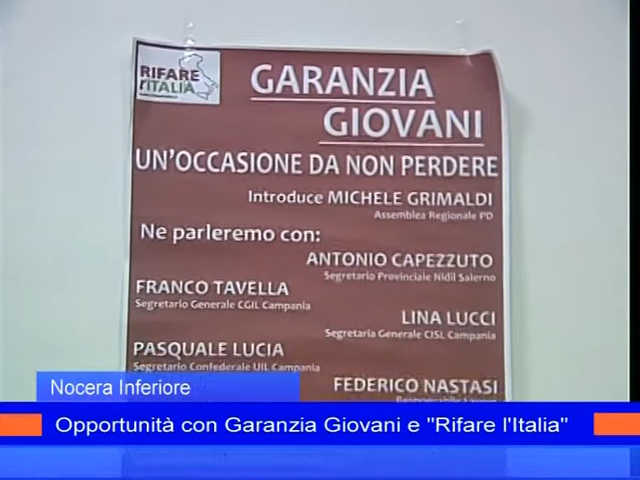 RIFARE
l'ITALIA
GARANZIA
GIOVANI
UN'OCCASIONE DA NON PERDERE
Introduce MICHELE GRIMALDI
Assemblea Regionale PD
Ne parleremo con:
ANTONIO CAPEZZUTO
Segretario Provinciale Nidil Salerno
FRANCO TAVELLA
Segretario Generale CGIL Campania
LINA LUCCI
Segretaria Generale CISL Campania
PASQUALE LUCIA
Segretario Confederale UIL Campania
FEDERICO NASTASI
Nocera Inferiore
Opportunità con Garanzia Giovani e "Rifare l'Italia"